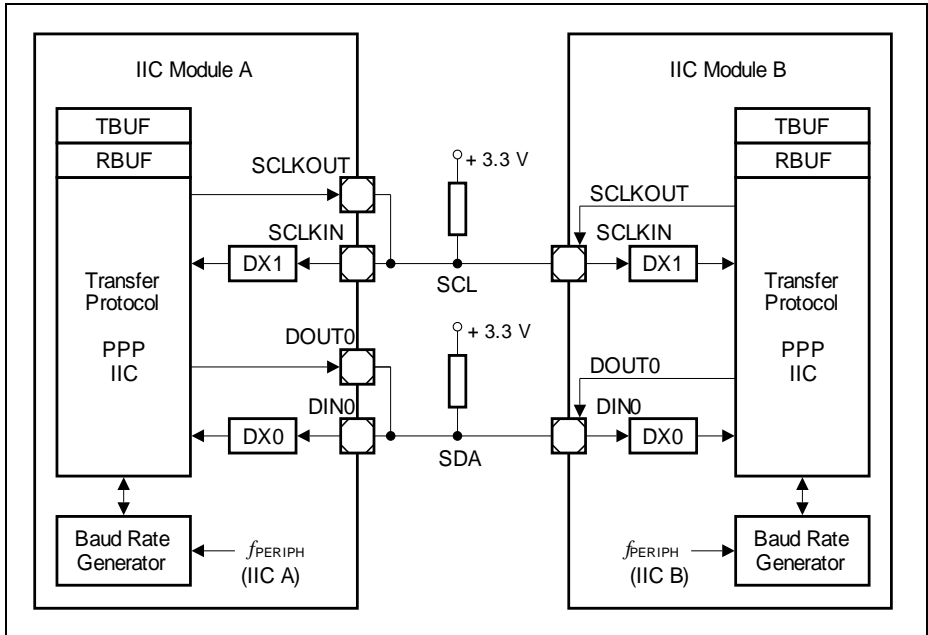 IIC Module A
TBUF
RBUF
Transfer
Protocol
PPP
IIC
SCLKOUT
SCLKIN
DX1
DOUT0
DIN0
DX0
Baud Rate
Generator
fPERIPH
(IIC A)
+ 3.3 V
SCL
+ 3.3 V
SDA
IIC Module B
TBUF
RBUF
SCLKOUT
SCLKIN
DX1
Transfer
Protocol
PPP
IIC
DOUT0
DIN0
DX0
fPERIPH
(IIC B)
Baud Rate
Generator